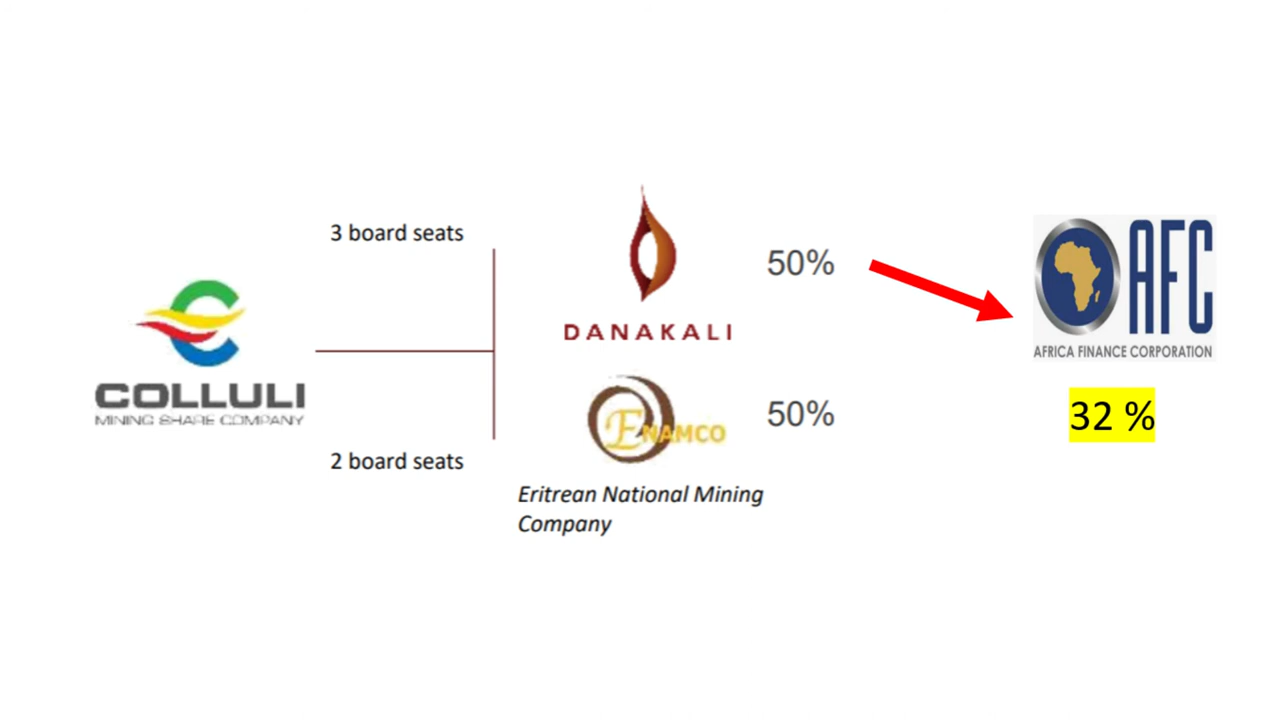 3 board seats
COLLULI
MINING SHARE COMPANY
2 board seats
DANAKALI
50%
ENAMCO
50%
Eritrean National Mining
Company
AFC
AFRICA FINANCE CORPORATION
32 %